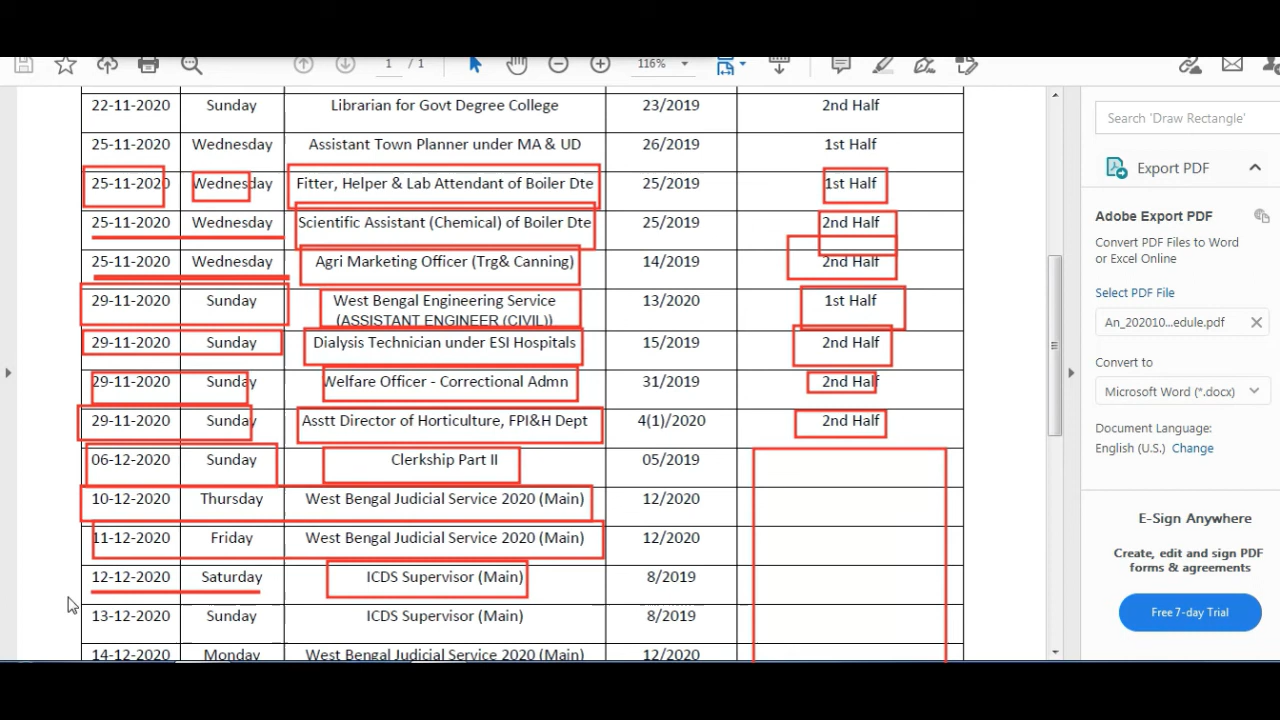 1 / 1
116%
22-11-2020 Sunday Librarian for Govt Degree College 23/2019 2nd Half
25-11-2020 Wednesday Assistant Town Planner under MA & UD 26/2019 1st Half
25-11-2020 Wednesday Fitter, Helper & Lab Attendant of Boiler Dte 25/2019 1st Half
25-11-2020 Wednesday Scientific Assistant (Chemical) of Boiler Dte 25/2019 2nd Half
25-11-2020 Wednesday Agri Marketing Officer (Trg& Canning) 14/2019 2nd Half
29-11-2020 Sunday West Bengal Engineering Service 13/2020 1st Half
(ASSISTANT ENGINEER (CIVIL))
29-11-2020 Sunday Dialysis Technician under ESI Hospitals 15/2019 2nd Half
29-11-2020 Sunday Welfare Officer - Correctional Admn 31/2019 2nd Half
29-11-2020 Sunday Asstt Director of Horticulture, FPI&H Dept 4(1)/2020 2nd Half
06-12-2020 Sunday Clerkship Part II 05/2019
10-12-2020 Thursday West Bengal Judicial Service 2020 (Main) 12/2020
11-12-2020 Friday West Bengal Judicial Service 2020 (Main) 12/2020
12-12-2020 Saturday ICDS Supervisor (Main) 8/2019
13-12-2020 Sunday ICDS Supervisor (Main) 8/2019
14-12-2020 Monday West Bengal Judicial Service 2020 (Main) 12/2020
Search 'Draw Rectangle'
Export PDF
Adobe Export PDF
Convert PDF Files to Word
or Excel Online
Select PDF File
An_202010...edule.pdf
Convert to
Microsoft Word (*.docx)
Document Language:
English (U.S.) Change
E-Sign Anywhere
Create, edit and sign PDF
forms & agreements
Free 7-day Trial